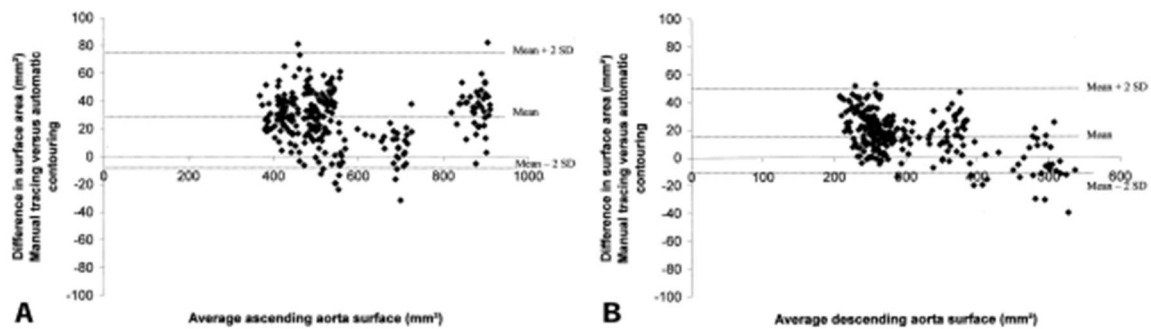 100
80
60
40
20
0
-20
-40
-60
-80
-100
200
400
600
800
1000
Mean + 2 SD
Mean
Mean – 2 SD
Difference in surface area (mm²)
Manual tracing versus automatic
contouring
Average ascending aorta surface (mm²)
A
100
80
60
40
20
0
-20
-40
-60
-80
-100
0
100
200
300
400
500
600
Mean + 2 SD
Mean
Mean – 2 SD
Difference in surface area (mm²)
Manual tracing versus automatic
contouring
Average descending aorta surface (mm²)
B